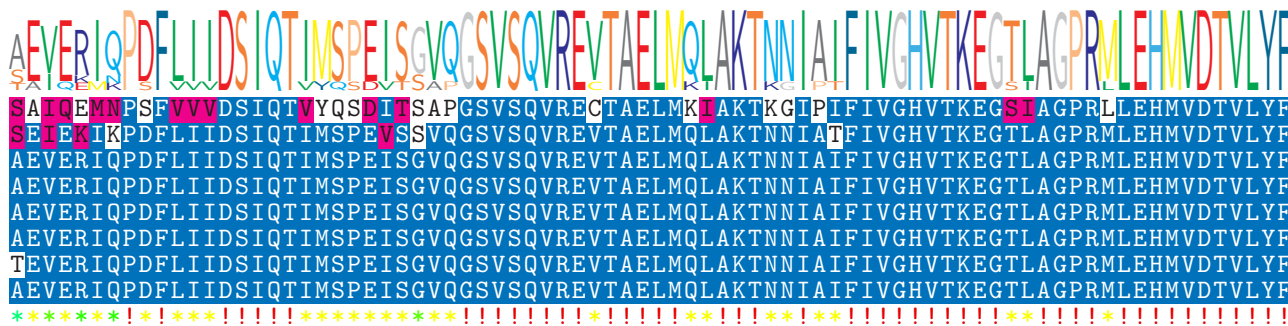 AEVERIQPDFLIIDSIQTIMSPEISGVQGSVSQVREVTAELMQLAKTNNIAIFIVGHVTKEGTLAGPRMLEHMVDTVLYF
SAIQEMNPSFVVVDSIQTVYQSDITSAPGSVSQVRECTAELMKIAKTKGIPIFIVGHVTKEGSIAGPRLLEHMVDTVLYF
SEIEKIKPDFLIIDSIQTIMSPEVSSVQGSVSQVREVTAELMQLAKTNNIATFIVGHVTKEGTLAGPRMLEHMVDTVLYF
AEVERIQPDFLIIDSIQTIMSPEISGVQGSVSQVREVTAELMQLAKTNNIAIFIVGHVTKEGTLAGPRMLEHMVDTVLYF
AEVERIQPDFLIIDSIQTIMSPEISGVQGSVSQVREVTAELMQLAKTNNIAIFIVGHVTKEGTLAGPRMLEHMVDTVLYF
AEVERIQPDFLIIDSIQTIMSPEISGVQGSVSQVREVTAELMQLAKTNNIAIFIVGHVTKEGTLAGPRMLEHMVDTVLYF
AEVERIQPDFLIIDSIQTIMSPEISGVQGSVSQVREVTAELMQLAKTNNIAIFIVGHVTKEGTLAGPRMLEHMVDTVLYF
TEVERIQPDFLIIDSIQTIMSPEISGVQGSVSQVREVTAELMQLAKTNNIAIFIVGHVTKEGTLAGPRMLEHMVDTVLYF
AEVERIQPDFLIIDSIQTIMSPEISGVQGSVSQVREVTAELMQLAKTNNIAIFIVGHVTKEGTLAGPRMLEHMVDTVLYF
*******!*!***!!!!!**********!!!!!!!!*!!!!!**!!!**!**!!!!!!!!!!**!!!!*!!!!!!!!!!!